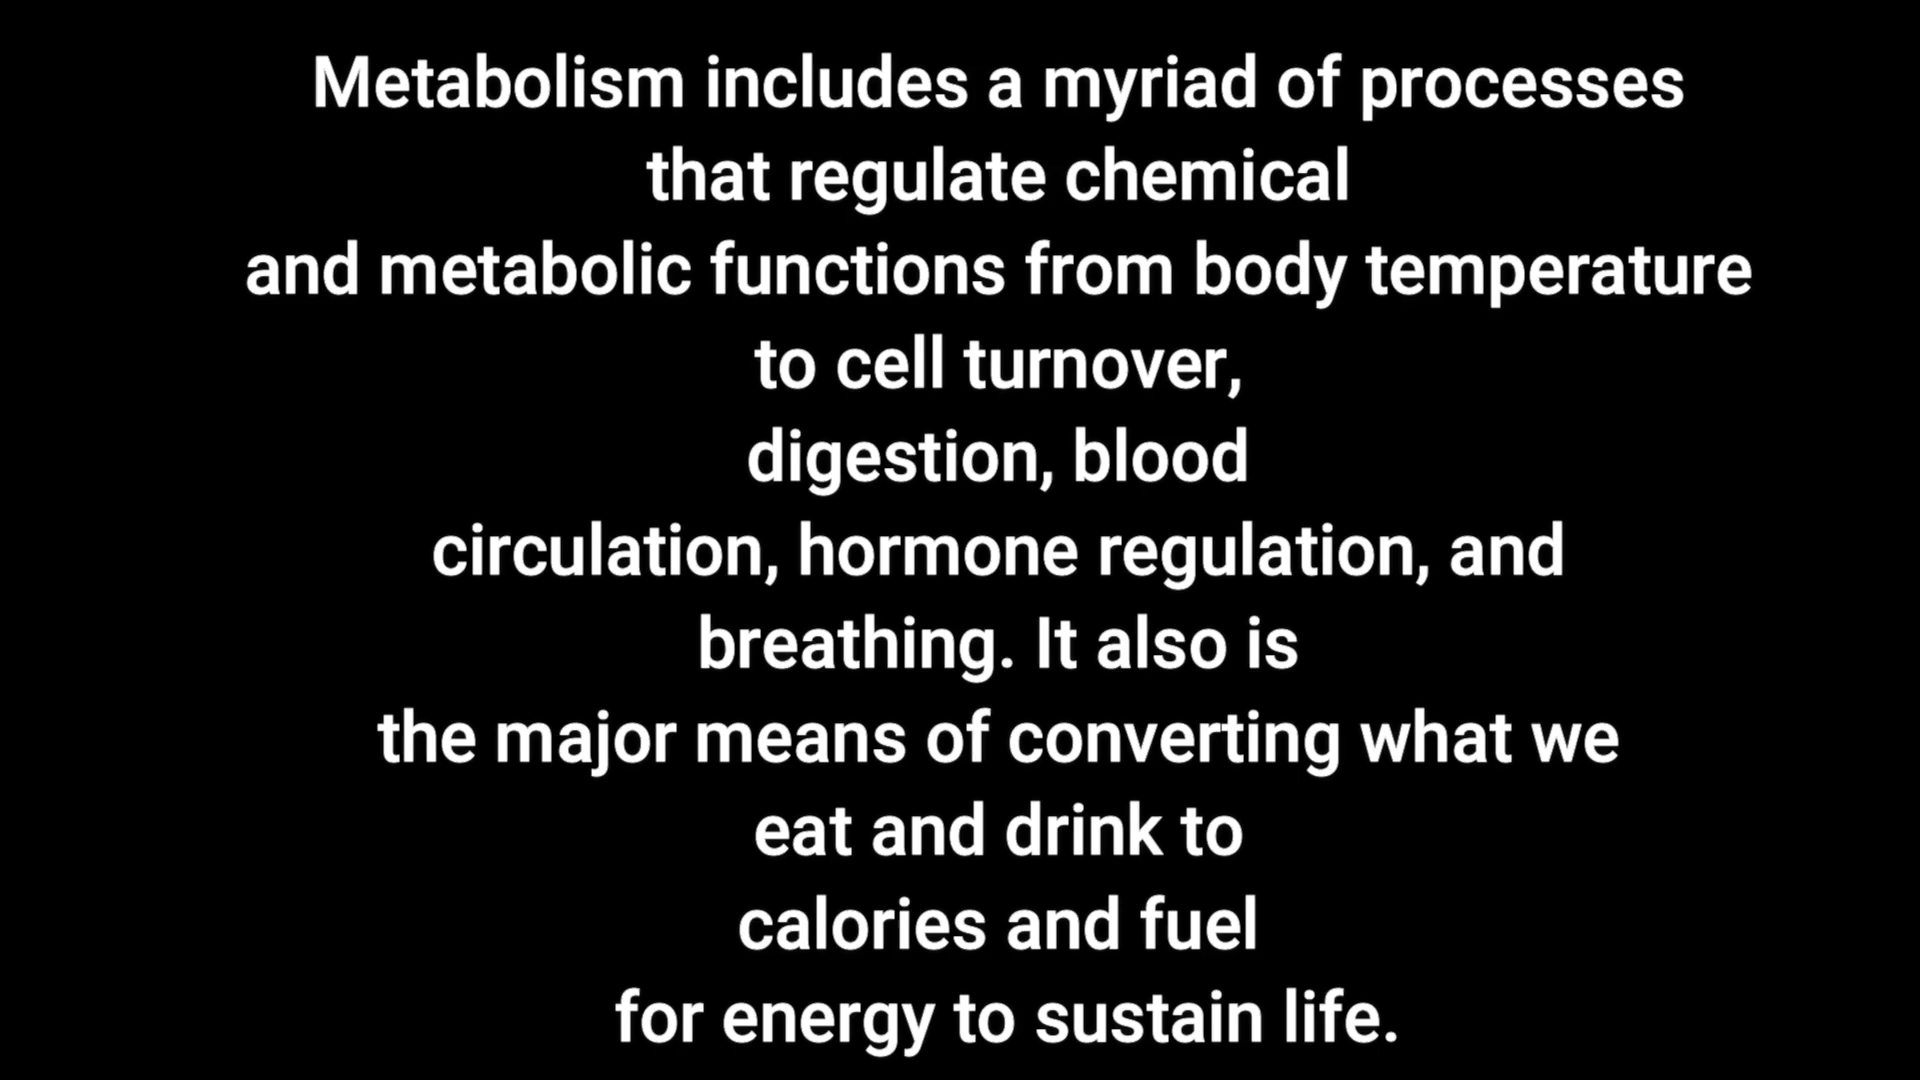 Metabolism includes a myriad of processes
that regulate chemical
and metabolic functions from body temperature
to cell turnover,
digestion, blood
circulation, hormone regulation, and
breathing. It also is
the major means of converting what we
eat and drink to
calories and fuel
for energy to sustain life.